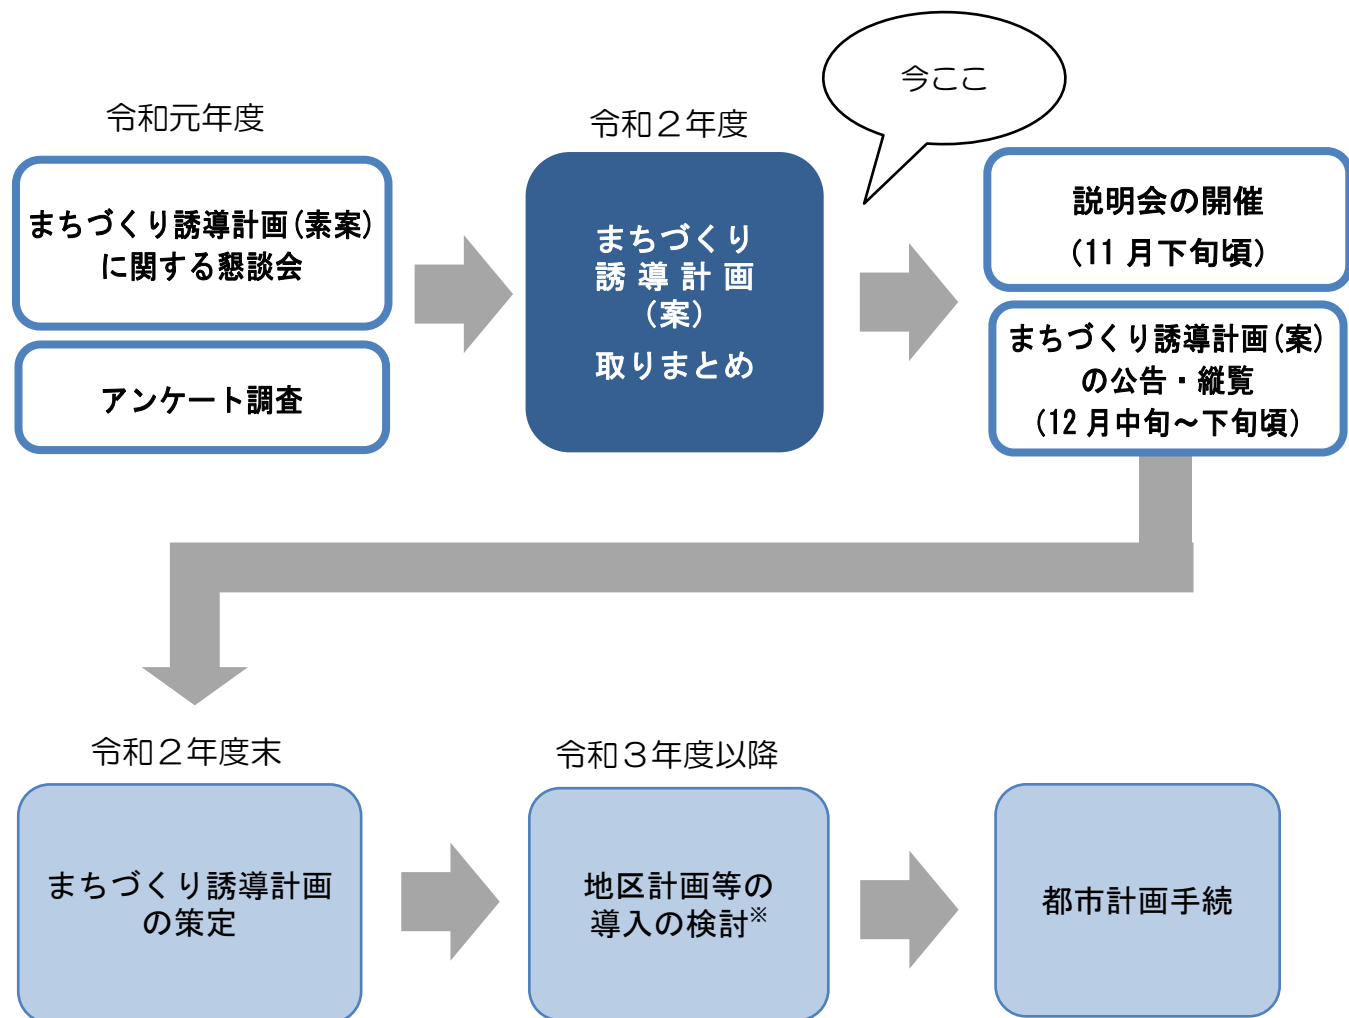 今ここ
令和元年度
まちづくり誘導計画(素案)
に関する懇談会
アンケート調査
令和２年度
まちづくり
誘導計画
（案）
取りまとめ
説明会の開催
(11月下旬頃)
まちづくり誘導計画(案)
の公告・縦覧
(12月中旬～下旬頃)
令和２年度末
まちづくり誘導計画
の策定
令和３年度以降
地区計画等の
導入の検討※
都市計画手続